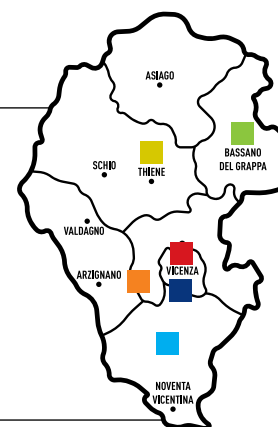 ASIAGO
BASSANO
DEL GRAPPA
SCHIO
THIENE
VALDAGNO
VICENZA
ARZIGNANO
NOVENTA
VICENTINA